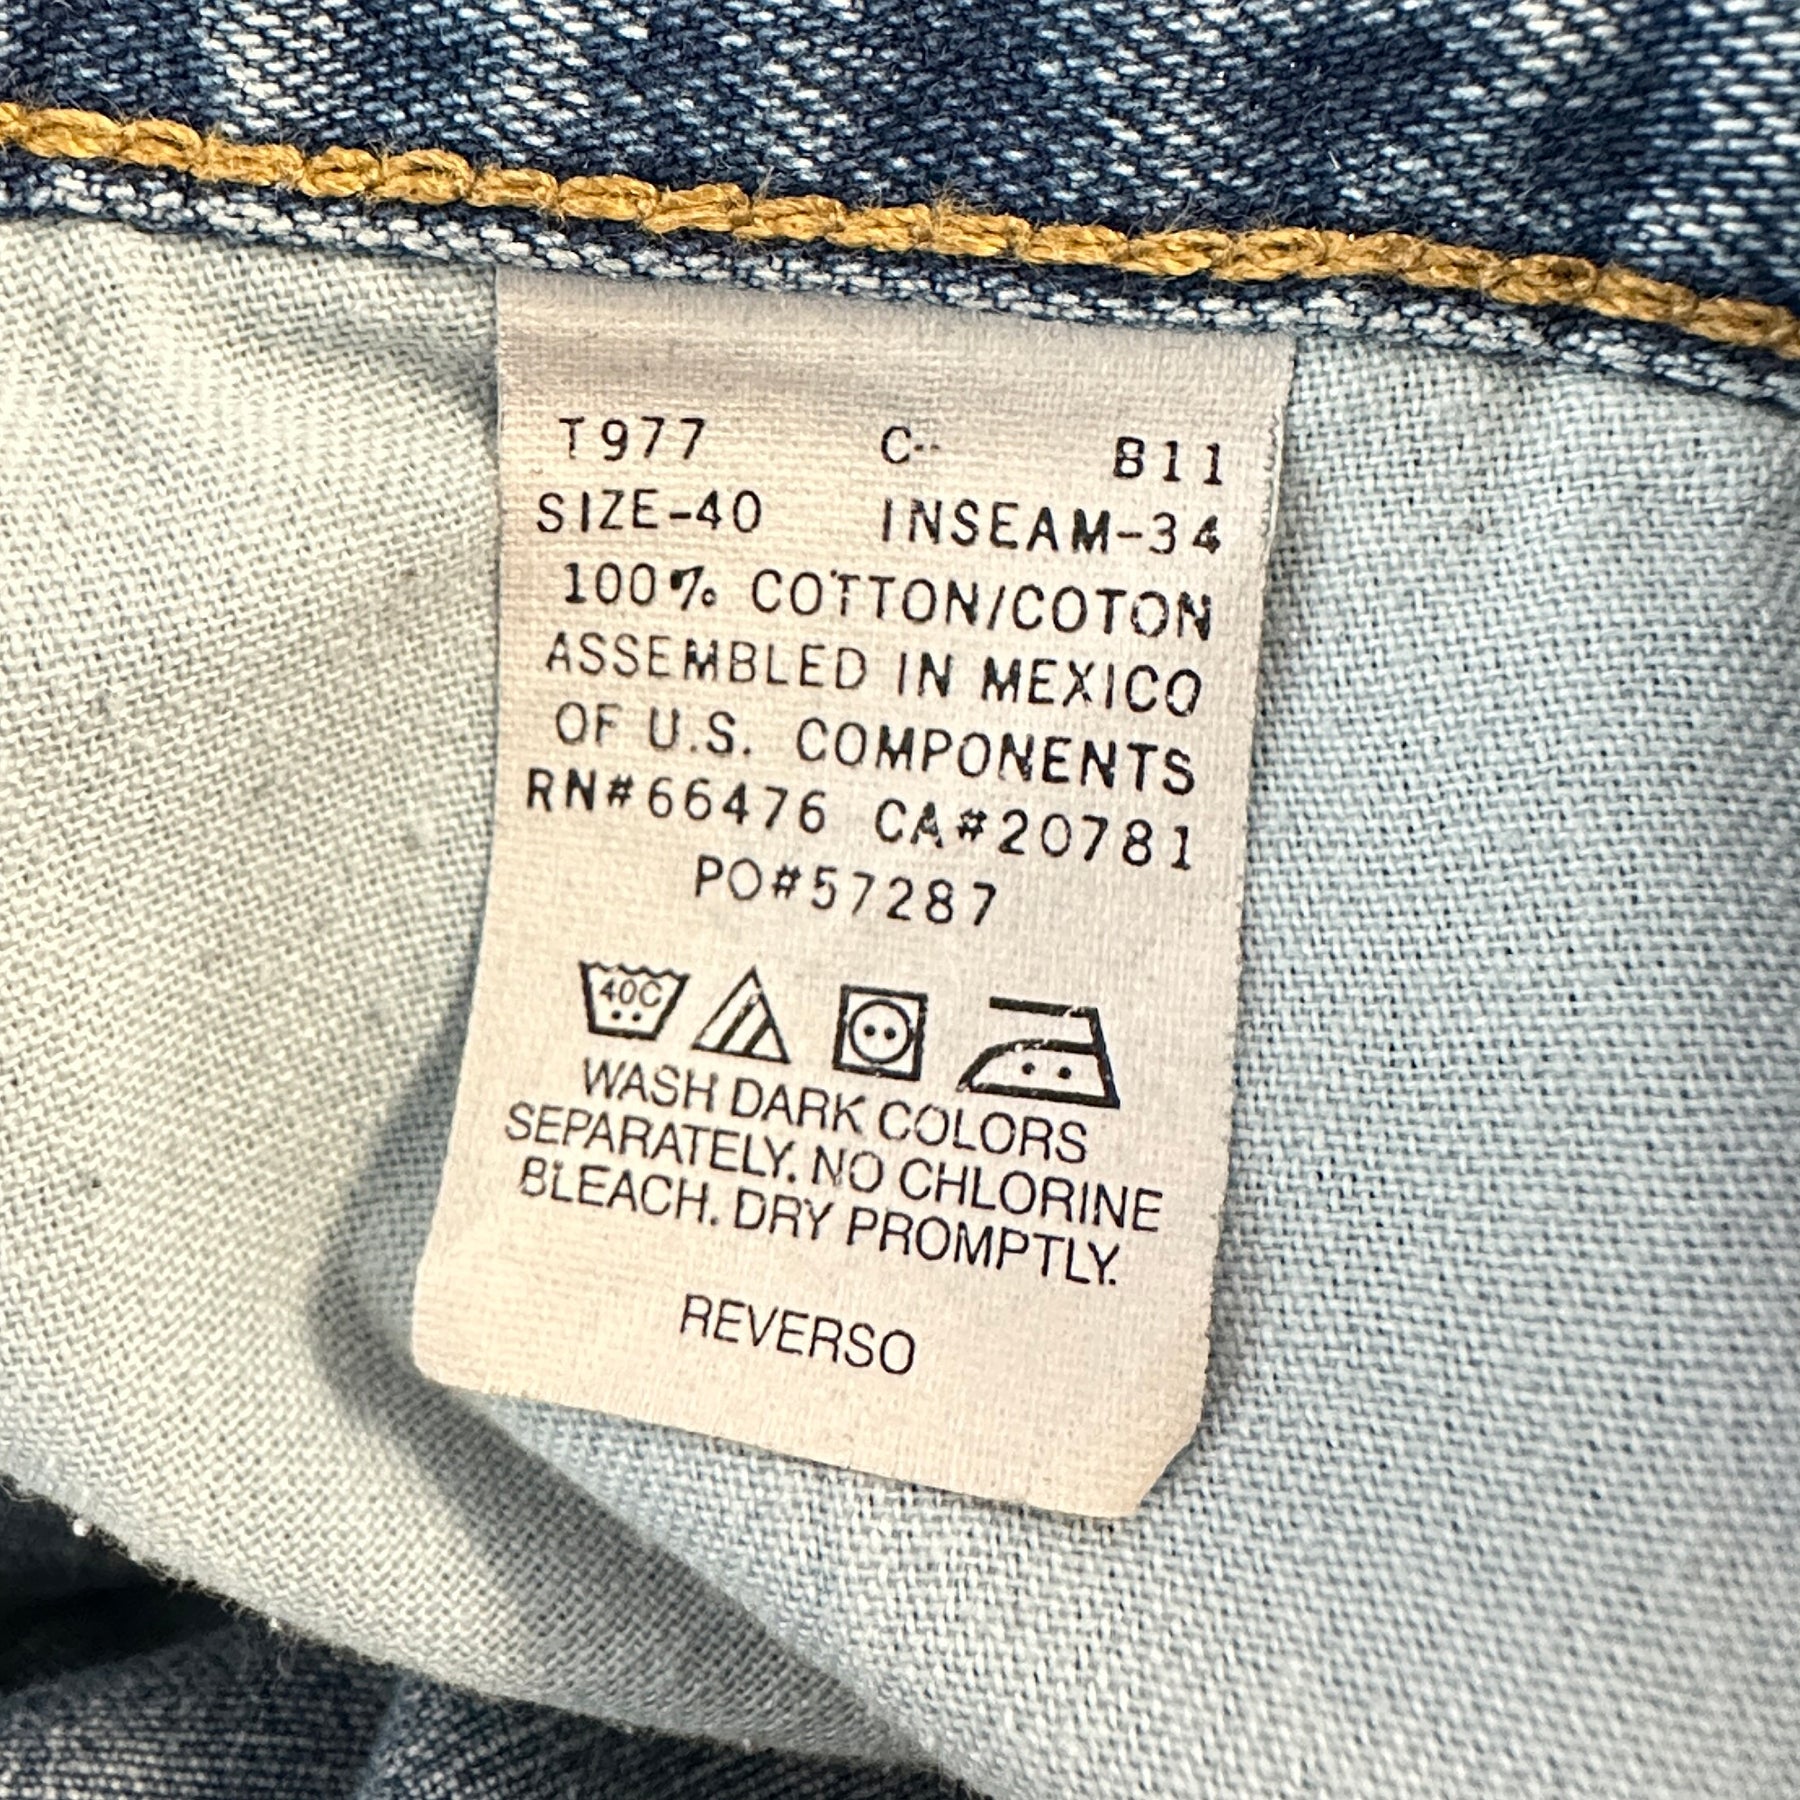 T977 C-- B11
SIZE-40 INSEAM-34
100% COTTON/COTON
ASSEMBLED IN MEXICO
OF U.S. COMPONENTS
RN#66476 CA#20781
PO#57287
40C
WASH DARK COLORS
SEPARATELY. NO CHLORINE
BLEACH. DRY PROMPTLY.
REVERSO